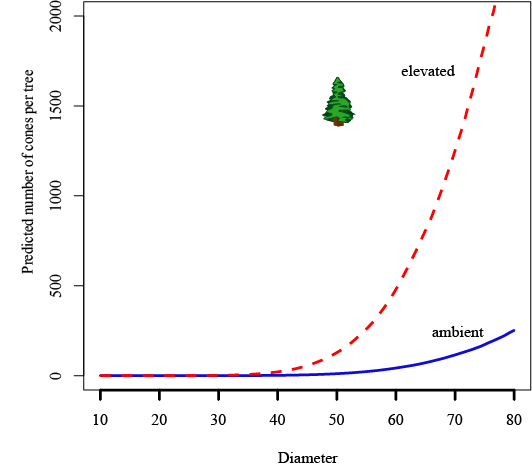 2000
1500
1000
500
0
Predicted number of cones per tree
elevated
ambient
10 20 30 40 50 60 70 80
Diameter